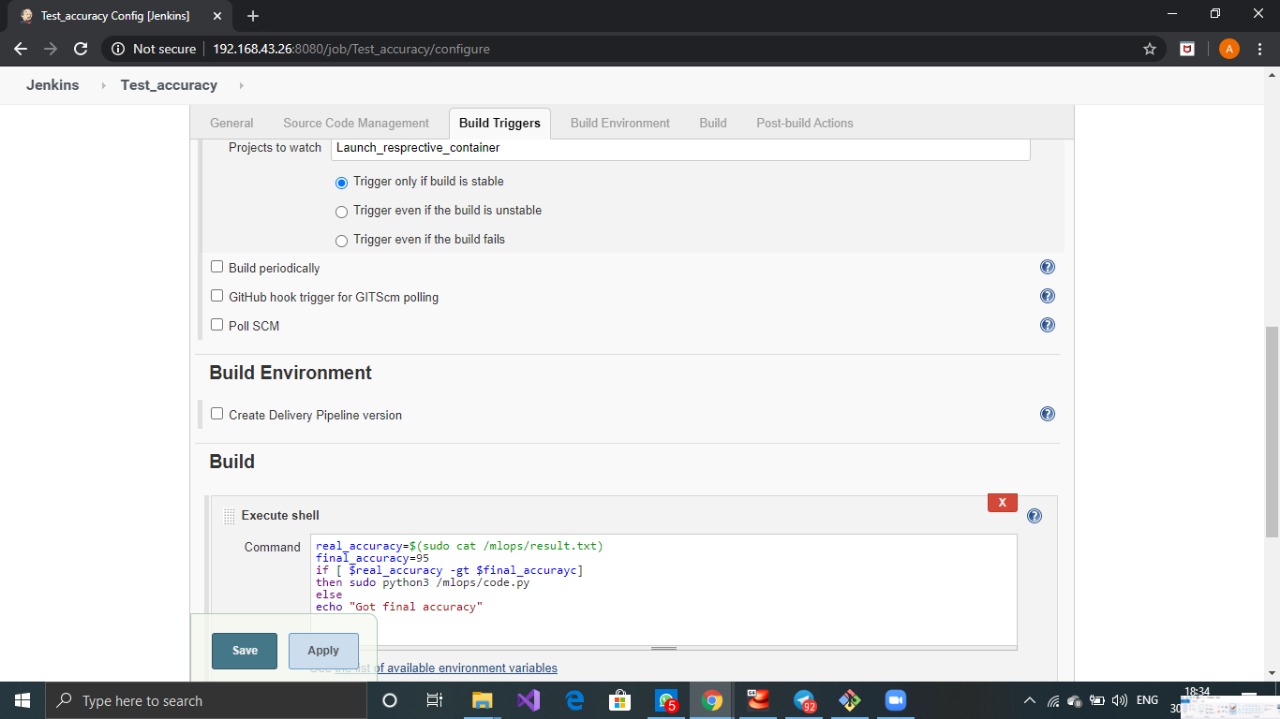 Test_accuracy Config [Jenkins]
Not secure
192.168.43.26:8080/job/Test_accuracy/configure
A
Jenkins
Test_accuracy
General
Source Code Management
Build Triggers
Build Environment
Build
Post-build Actions
Projects to watch
Launch_resprective_container
Trigger only if build is stable
Trigger even if the build is unstable
Trigger even if the build fails
Build periodically
GitHub hook trigger for GITScm polling
Poll SCM
Build Environment
Create Delivery Pipeline version
Build
X
Execute shell
Command
real_accuracy=$(sudo cat /mlops/result.txt)
final_accuracy=95
if [ $real_accuracy -gt $final_accurayc]
then sudo python3 /mlops/code.py
else
echo "Got final accuracy"
Save
Apply
of available environment variables
Type here to search
5
92
ENG
18:34